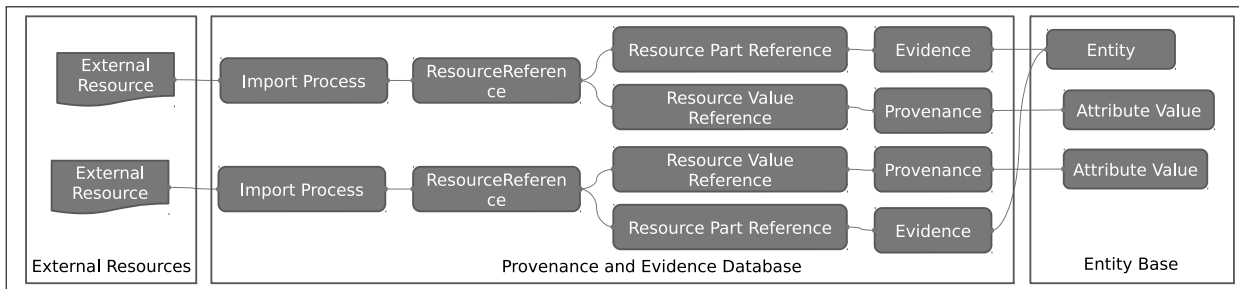 External
Resource
Import Process
ResourceReferen
ce
Resource Part Reference
Evidence
Entity
Resource Value
Reference
Provenance
Attribute Value
External
Resource
Import Process
ResourceReferen
ce
Resource Value
Reference
Provenance
Attribute Value
Resource Part Reference
Evidence
External Resources
Provenance and Evidence Database
Entity Base